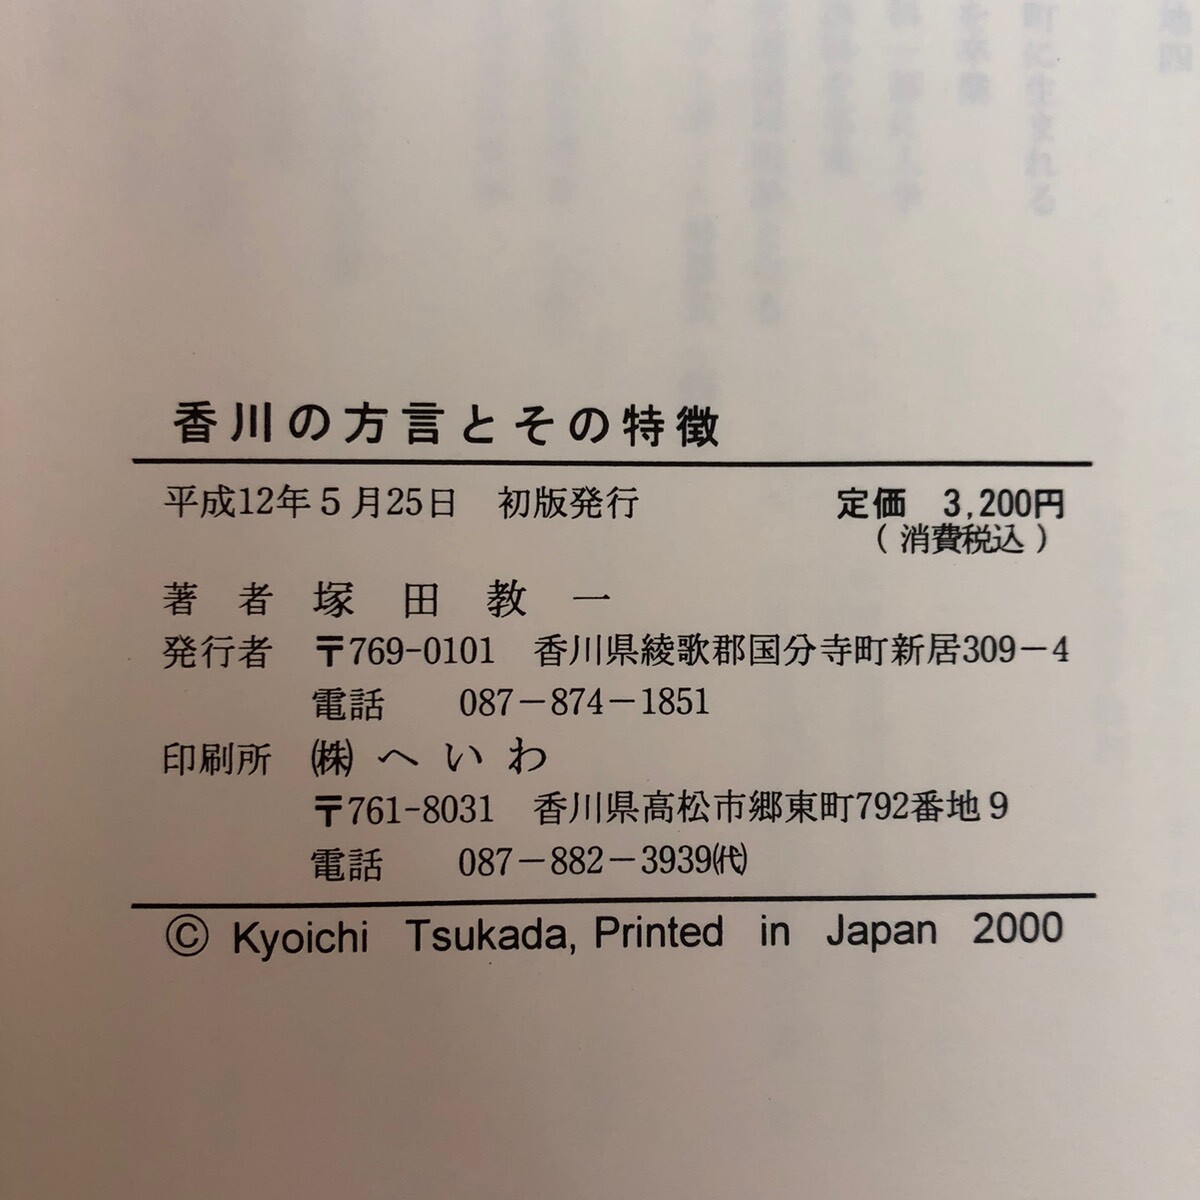 香川の方言とその特徴
平成12年5月25日　初版発行　定価　3,200円
（消費税込）
著　者　塚　田　教　一
発行者　〒769-0101　香川県綾歌郡国分寺町新居309－4
電話　087－874－1851
印刷所　㈱へいわ
〒761-8031　香川県高松市郷東町792番地9
電話　087－882－3939㈹
© Kyoichi Tsukada, Printed in Japan 2000